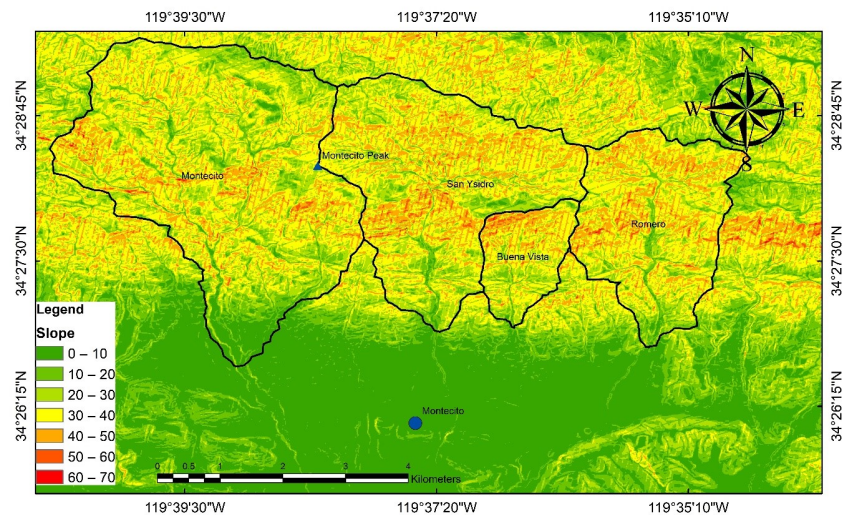 119°39'30"W 119°37'20"W 119°35'10"W
N
W E
S
34°28'45"N 34°28'45"N
Montecito Peak
Montecito
San Ysidro
Romero
Buena Vista
34°27'30"N 34°27'30"N
Legend
Slope
0 – 10
10 – 20
20 – 30
30 – 40
40 – 50
50 – 60
60 – 70
34°26'15"N 34°26'15"N
Montecito
0 0.5 1 2 3 4
Kilometers
119°39'30"W 119°37'20"W 119°35'10"W